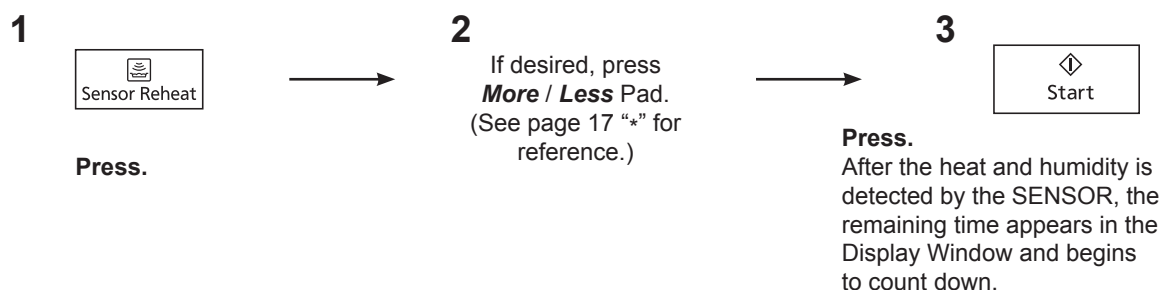 1
Sensor Reheat
Press.
2
If desired, press
More / Less Pad.
(See page 17 “*” for
reference.)
3
Start
Press.
After the heat and humidity is
detected by the SENSOR, the
remaining time appears in the
Display Window and begins
to count down.